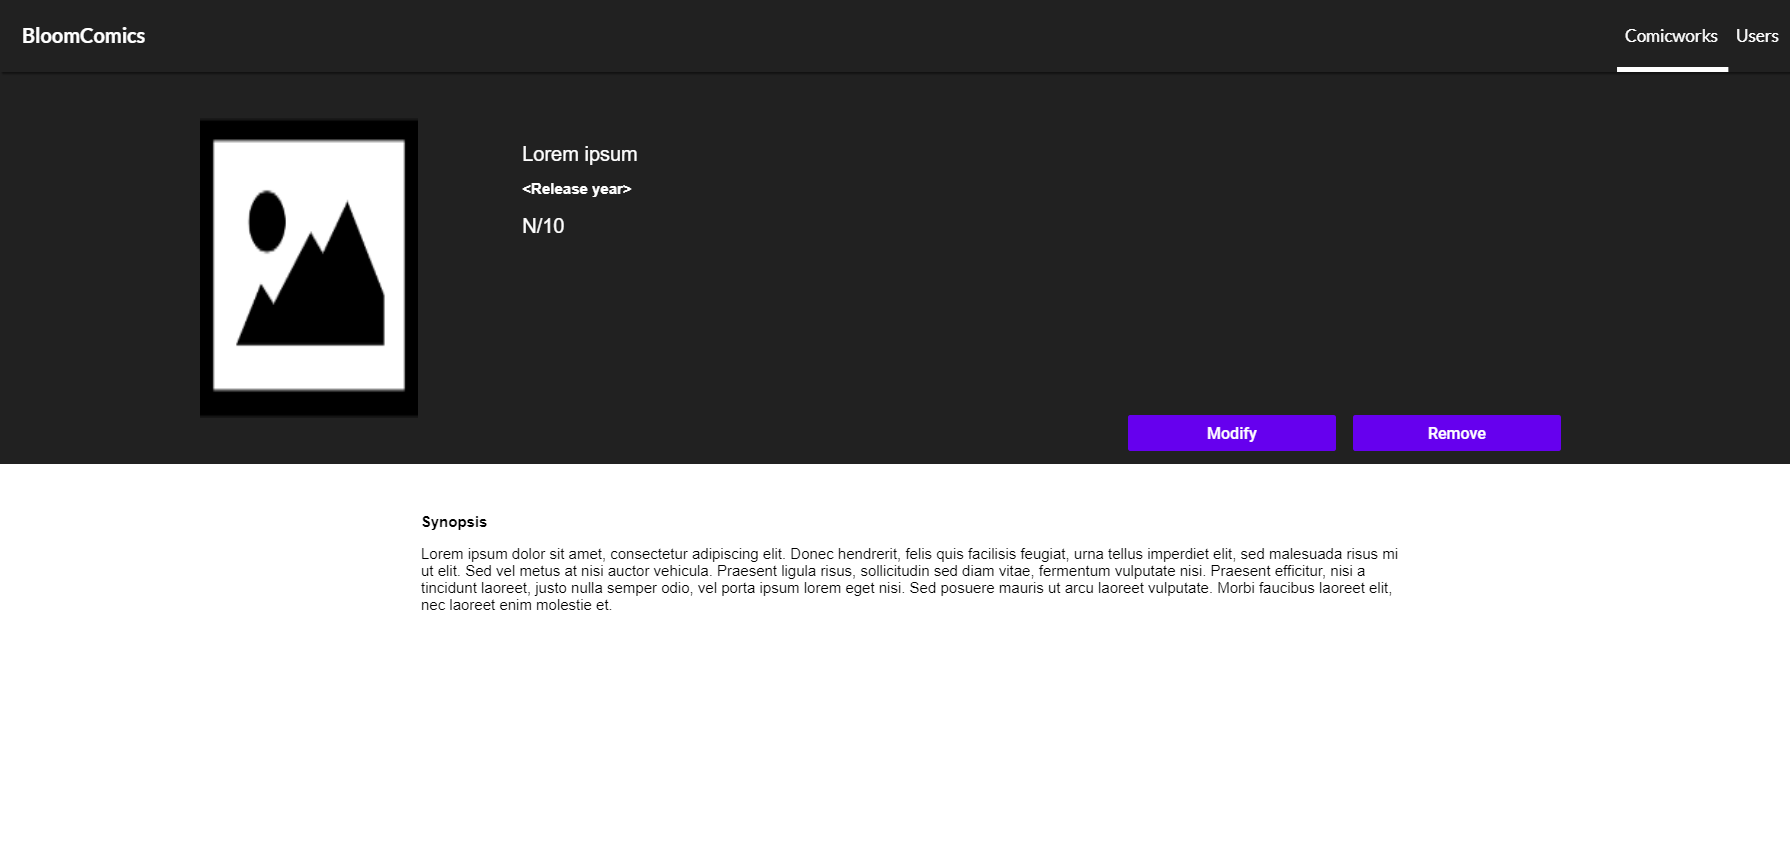 BloomComics
Comicworks Users
Lorem ipsum
<Release year>
N/10
Modify
Remove
Synopsis
Lorem ipsum dolor sit amet, consectetur adipiscing elit. Donec hendrerit, felis quis facilisis feugiat, urna tellus imperdiet elit, sed malesuada risus mi
ut elit. Sed vel metus at nisi auctor vehicula. Praesent ligula risus, sollicitudin sed diam vitae, fermentum vulputate nisi. Praesent efficitur, nisi a
tincidunt laoreet, justo nulla semper odio, vel porta ipsum lorem eget nisi. Sed posuere mauris ut arcu laoreet vulputate. Morbi faucibus laoreet elit,
nec laoreet enim molestie et.